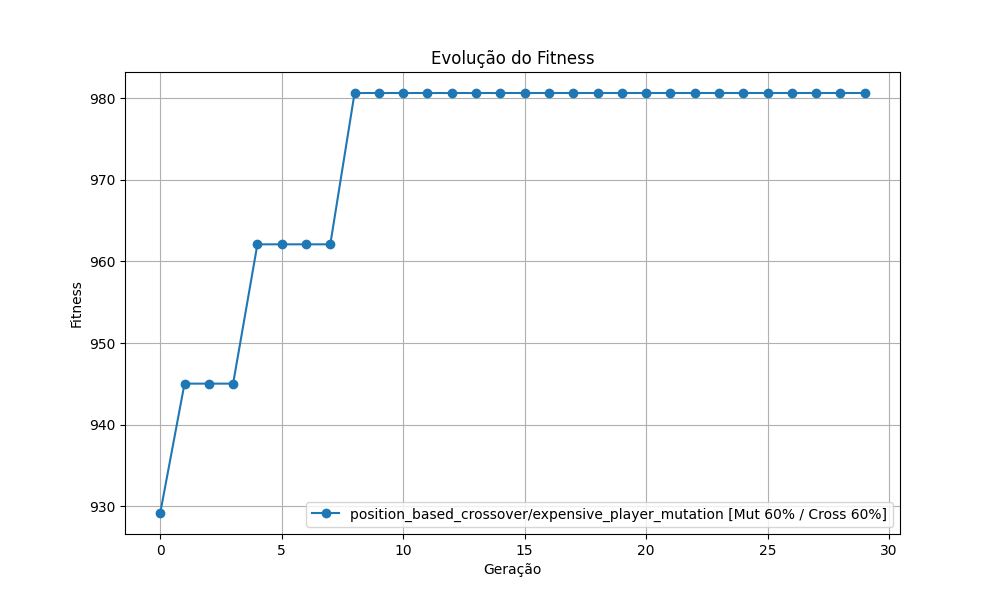 Evolução do Fitness
Fitness
980
970
960
950
940
930
position_based_crossover/expensive_player_mutation [Mut 60% / Cross 60%]
0 5 10 15 20 25 30
Geração